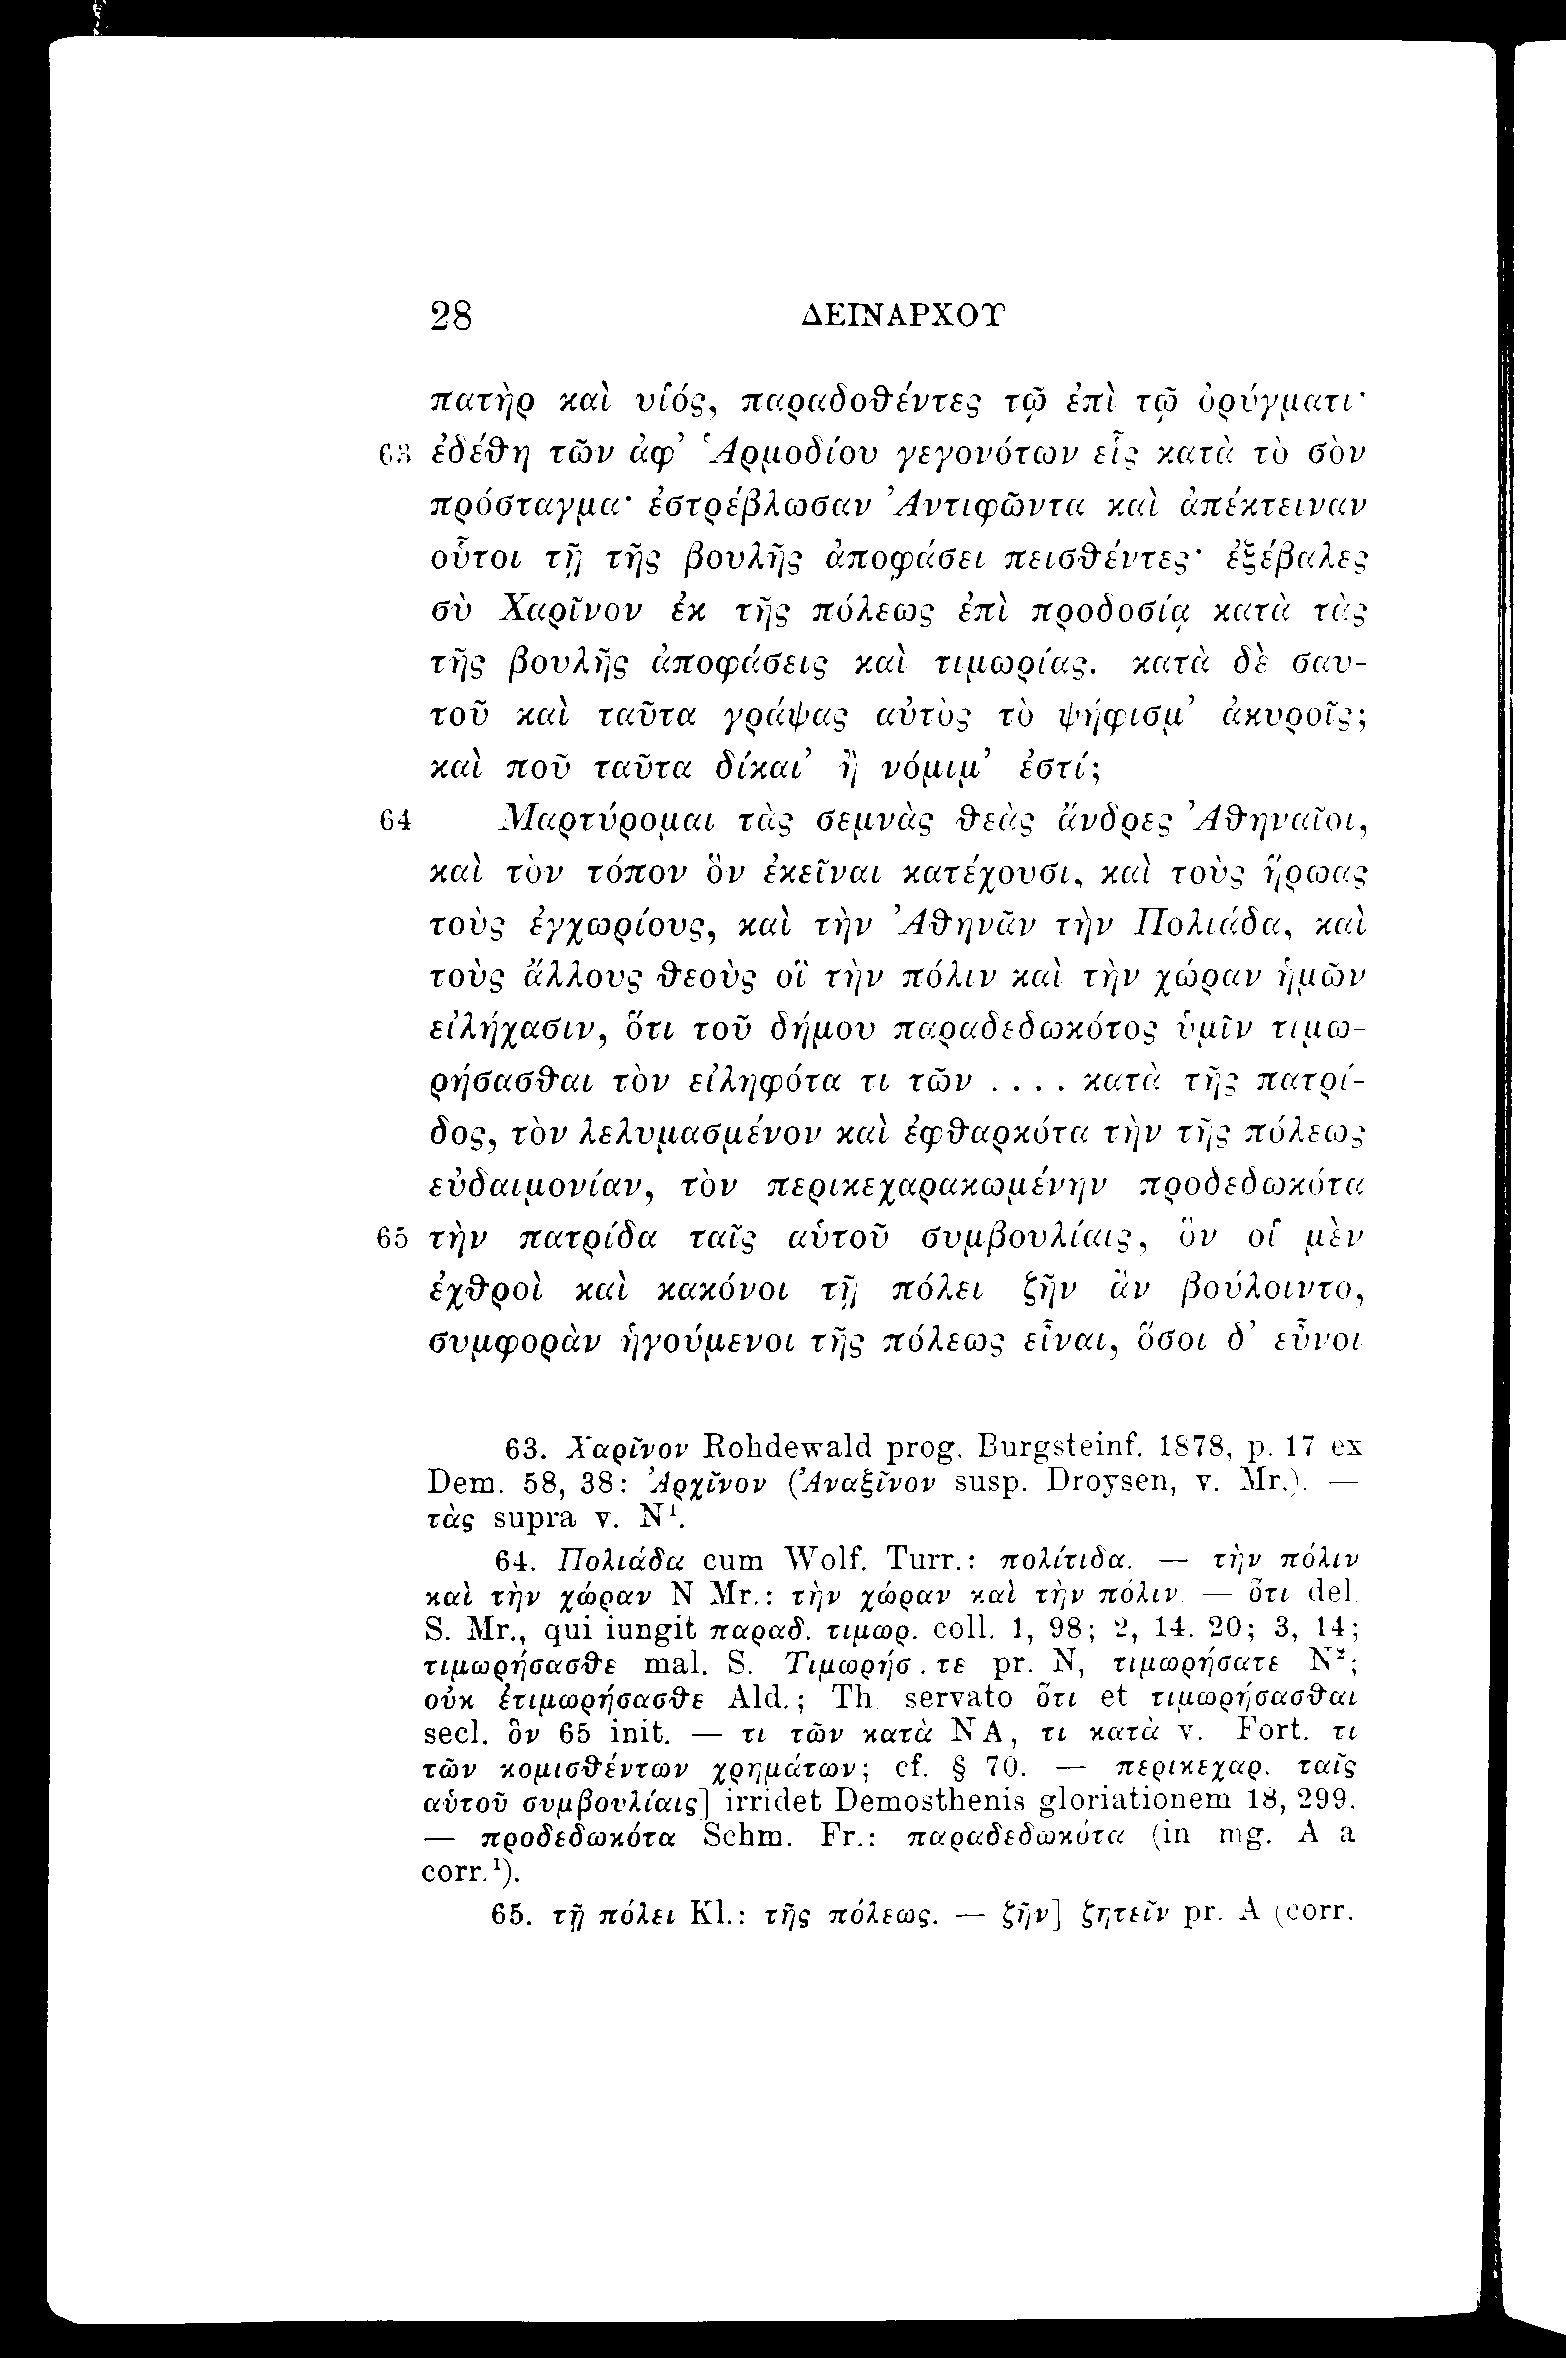 28 ΔΕΙΝΑΡΧΟΥ
πατὴρ καὶ υἱός, παραδοθέντες τῷ ἐπὶ τῷ ὀρύγματι·
63 ἐδέθη τῶν ἀφ’ Ἁρμοδίου γεγονότων εἷς κατὰ τὸ σὸν
πρόσταγμα· ἐστρέβλωσαν Ἀντιφῶντα καὶ ἀπέκτειναν
οὗτοι τῇ τῆς βουλῆς ἀποφάσει πεισθέντες· ἐξέβαλες
σὺ Χαρῖνον ἐκ τῆς πόλεως ἐπὶ προδοσίᾳ κατὰ τὰς
τῆς βουλῆς ἀποφάσεις καὶ τιμωρίας. κατὰ δὲ σαυ-
τοῦ καὶ ταῦτα γράψας αὐτὸς τὸ ψήφισμ’ ἀκυροῖς;
καὶ ποῦ ταῦτα δίκαι’ ἢ νόμιμ’ ἐστί;
64 Μαρτύρομαι τὰς σεμνὰς θεὰς ἄνδρες Ἀθηναῖοι,
καὶ τὸν τόπον ὃν ἐκεῖναι κατέχουσι, καὶ τοὺς ἥρωας
τοὺς ἐγχωρίους, καὶ τὴν Ἀθηνᾶν τὴν Πολιάδα, καὶ
τοὺς ἄλλους θεοὺς οἳ τὴν πόλιν καὶ τὴν χώραν ἡμῶν
εἰλήχασιν, ὅτι τοῦ δήμου παραδεδωκότος ὑμῖν τιμω-
ρήσασθαι τὸν εἰληφότα τι τῶν . . . . κατὰ τῆς πατρί-
δος, τὸν λελυμασμένον καὶ ἐφθαρκότα τὴν τῆς πόλεως
εὐδαιμονίαν, τὸν περικεχαρακωμένην προδεδωκότα
65 τὴν πατρίδα ταῖς αὑτοῦ συμβουλίαις, ὃν οἱ μὲν
ἐχθροὶ καὶ κακόνοι τῇ πόλει ζῆν ἂν βούλοιντο,
συμφορὰν ἡγούμενοι τῆς πόλεως εἶναι, ὅσοι δ’ εὖνοι
63. Χαρῖνον Rohdewald prog. Burgsteinf. 1878, p. 17 ex
Dem. 58, 38: Ἀρχῖνον (Ἀναξῖνον susp. Droysen, v. Mr.). —
τὰς supra v. N¹.
64. Πολιάδα cum Wolf. Turr.: πολίτιδα. — τὴν πόλιν
καὶ τὴν χώραν N Mr.: τὴν χώραν καὶ τὴν πόλιν. — ὅτι del.
S. Mr., qui iungit παραδ. τιμωρ. coll. 1, 98; 2, 14. 20; 3, 14;
τιμωρήσασθε mal. S. Τιμωρήσ . τε pr. N, τιμωρήσατε N²;
οὐκ ἐτιμωρήσασθε Ald.; Th. servato ὅτι et τιμωρήσασθαι
secl. ὃν 65 init. — τι τῶν κατὰ NA, τι κατὰ v. Fort. τι
τῶν κομισθέντων χρημάτων; cf. § 70. — περικεχαρ. ταῖς
αὑτοῦ συμβουλίαις] irridet Demosthenis gloriationem 18, 299.
— προδεδωκότα Schm. Fr.: παραδεδωκότα (in mg. A a
corr.¹).
65. τῇ πόλει Kl.: τῆς πόλεως. — ζῆν] ζητεῖν pr. A (corr.